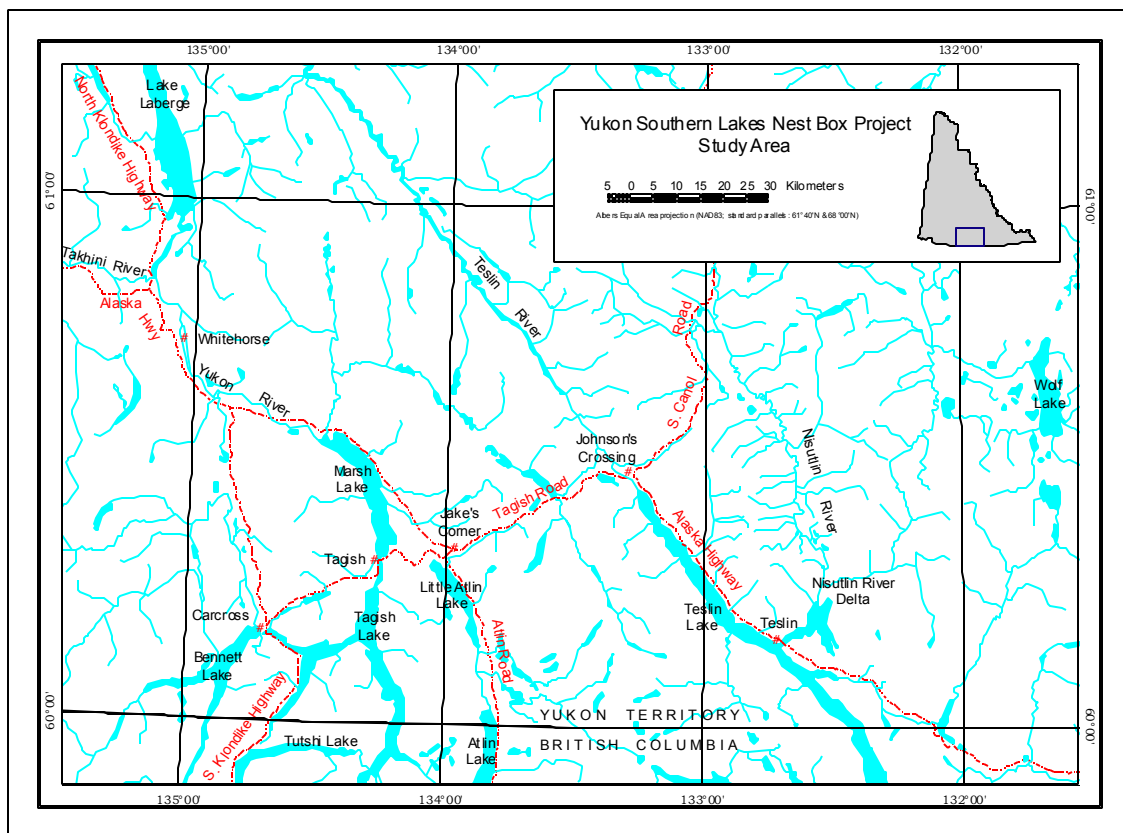 135°00'
134°00'
133°00'
132°00'
Lake
Laberge
North Klondike Highway
Yukon Southern Lakes Nest Box Project
Study Area
5 0 5 10 15 20 25 30 Kilometers
Albers Equal Area projection (NAD83; standard parallels: 61°40'N & 68°00'N)
61°00'
61°00'
Takhini River
Alaska
Hwy
Teslin
River
Road
S. Canol
# Whitehorse
Yukon
River
Wolf
Lake
Nisutlin
River
Johnson's
Crossing
#
Marsh
Lake
Jake's
Corner
#
Tagish Road
Alaska Highway
Tagish #
Little Atlin
Lake
Nisutlin River
Delta
Carcross
#
Tagish
Lake
Teslin
Lake
Teslin
#
Atlin Road
Bennett
Lake
S. Klondike Highway
60°00'
60°00'
YUKON TERRITORY
BRITISH COLUMBIA
Tutshi Lake
Atlin
Lake
135°00'
134°00'
133°00'
132°00'